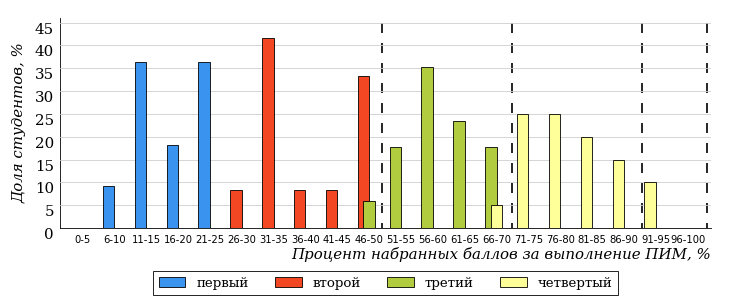 Доля студентов, %
45
40
35
30
25
20
15
10
5
0
0-5 6-10 11-15 16-20 21-25 26-30 31-35 36-40 41-45 46-50 51-55 56-60 61-65 66-70 71-75 76-80 81-85 86-90 91-95 96-100
Процент набранных баллов за выполнение ПИМ, %
первый второй третий четвертый